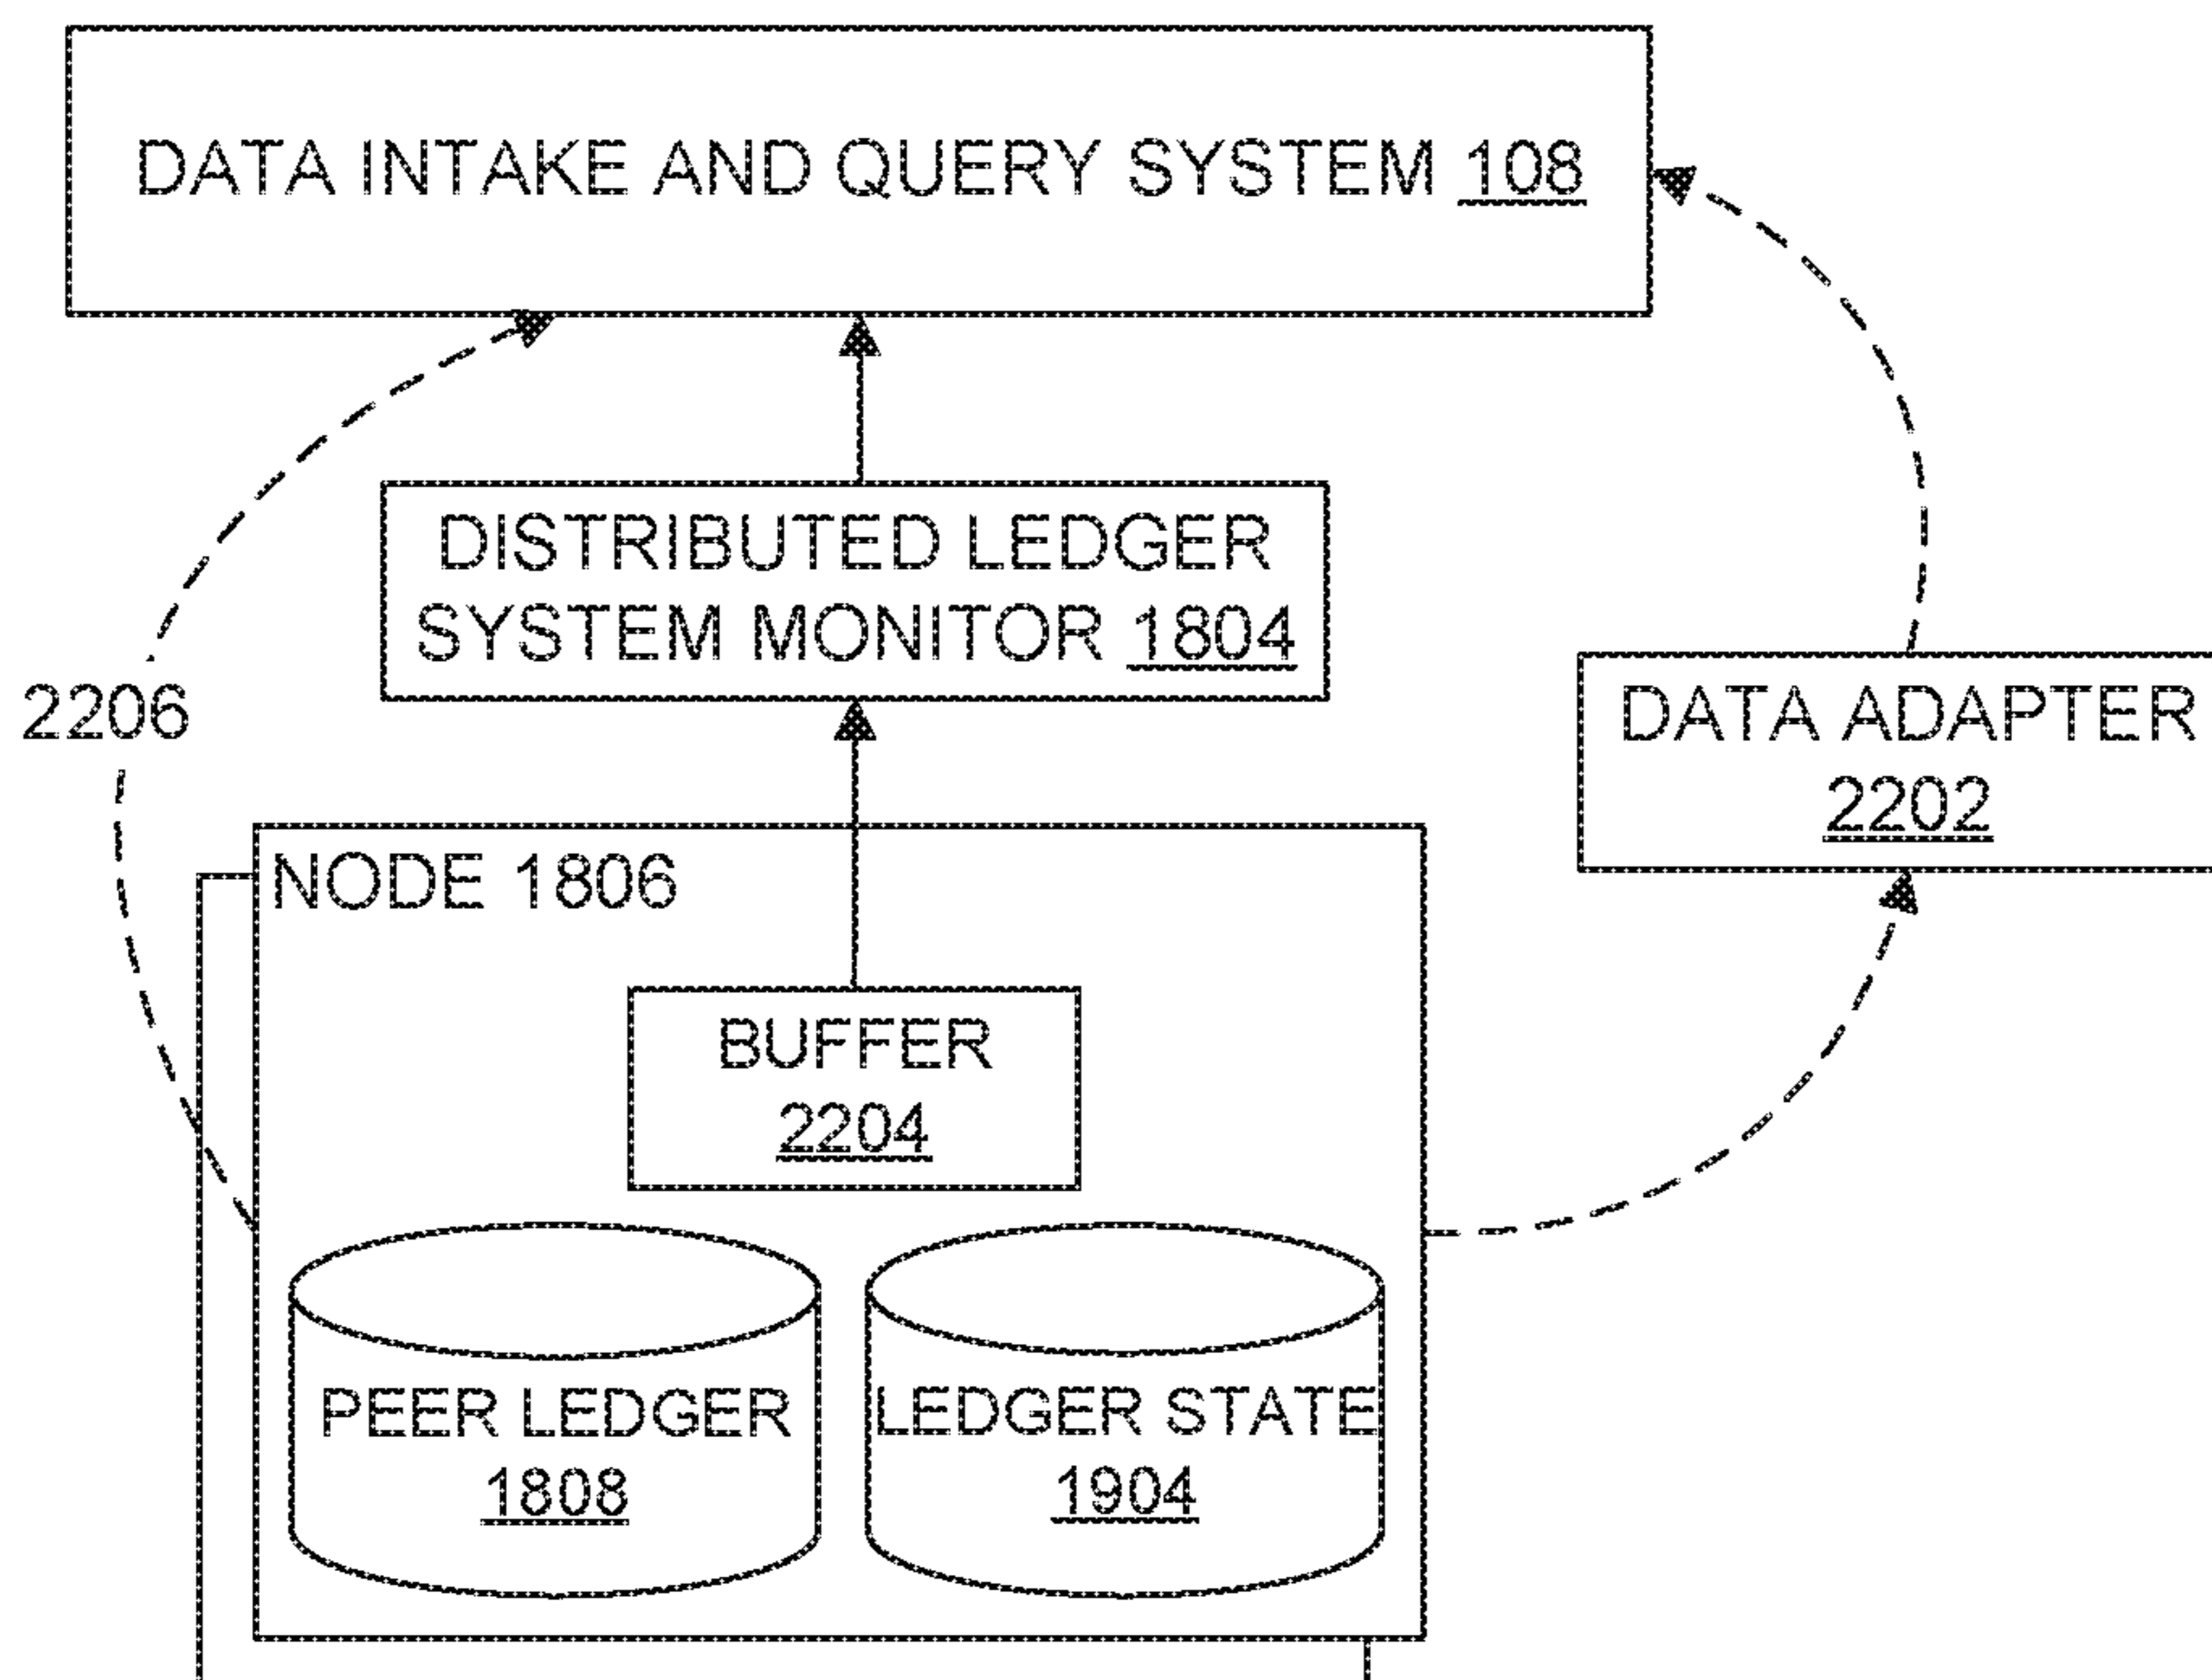 DATA INTAKE AND QUERY SYSTEM 108
DISTRIBUTED LEDGER
SYSTEM MONITOR 1804
2206
DATA ADAPTER
2202
NODE 1806
BUFFER
2204
PEER LEDGER
1808
LEDGER STATE
1904